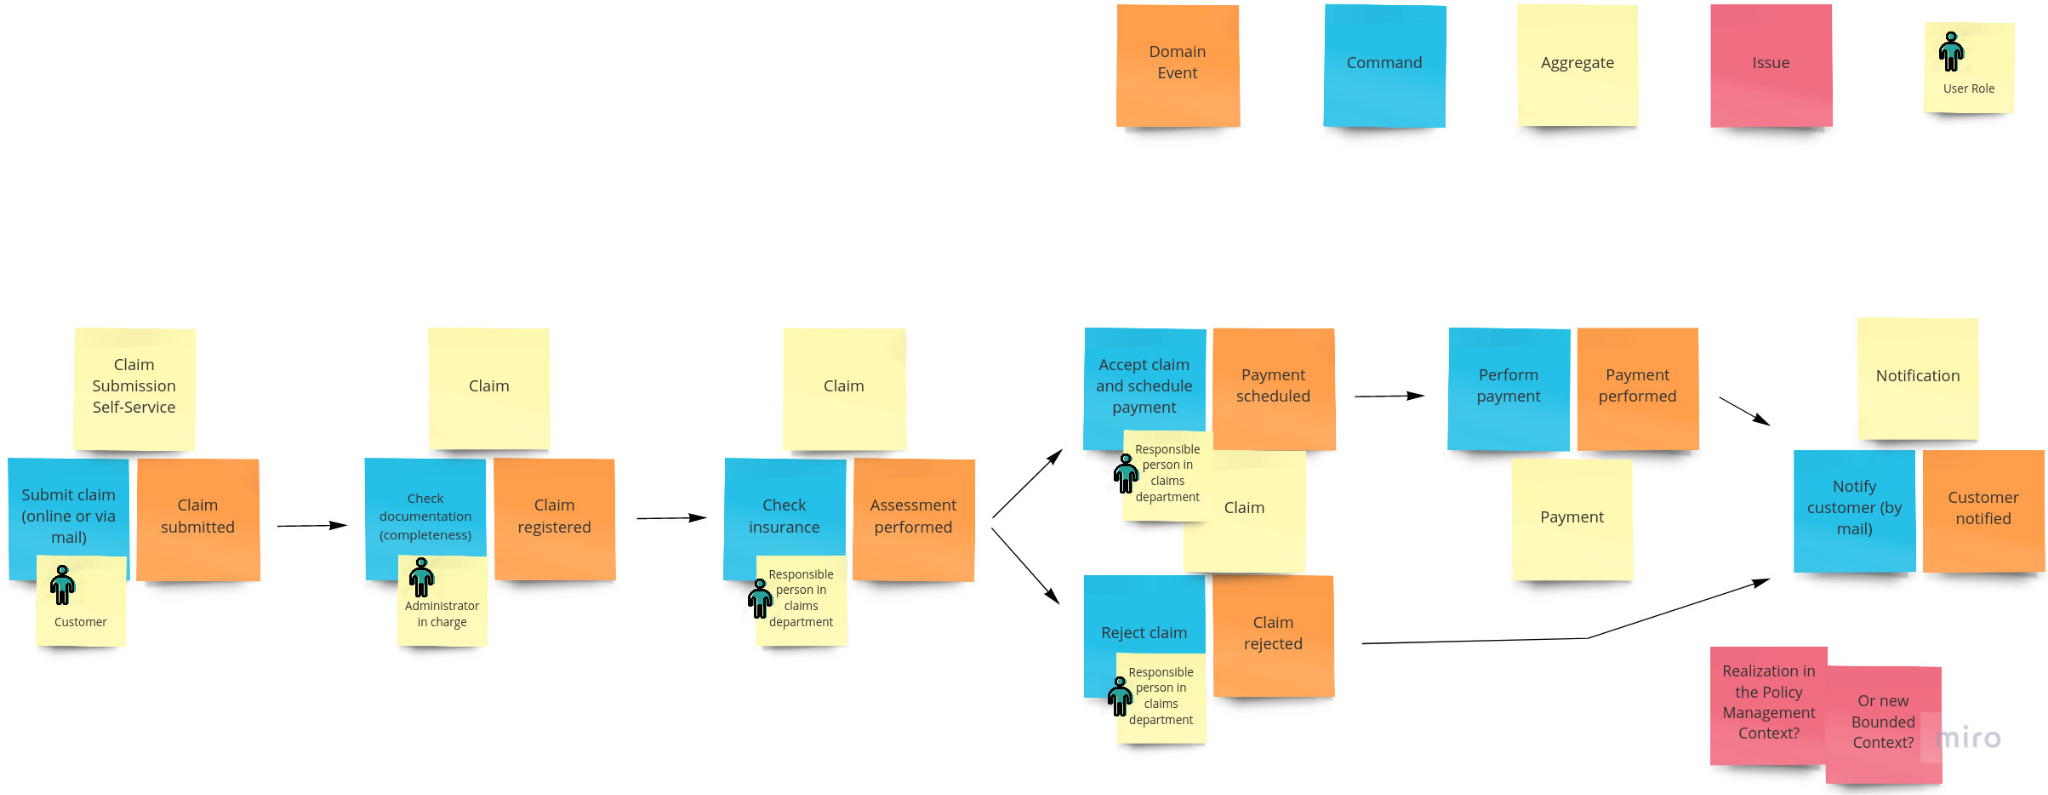 Domain
Event
Command
Aggregate
Issue
User Role
Claim
Submission
Self-Service
Submit claim
(online or via
mail)
Claim
submitted
Customer
Claim
Check
documentation
(completeness)
Claim
registered
Administrator
in charge
Claim
Check
insurance
Assessment
performed
Responsible
person in
claims
department
Accept claim
and schedule
payment
Payment
scheduled
Responsible
person in
claims
department
Claim
Reject claim
Claim
rejected
Responsible
person in
claims
department
Perform
payment
Payment
performed
Payment
Notification
Notify
customer (by
mail)
Customer
notified
Realization in
the Policy
Management
Context?
Or new
Bounded
Context?
miro